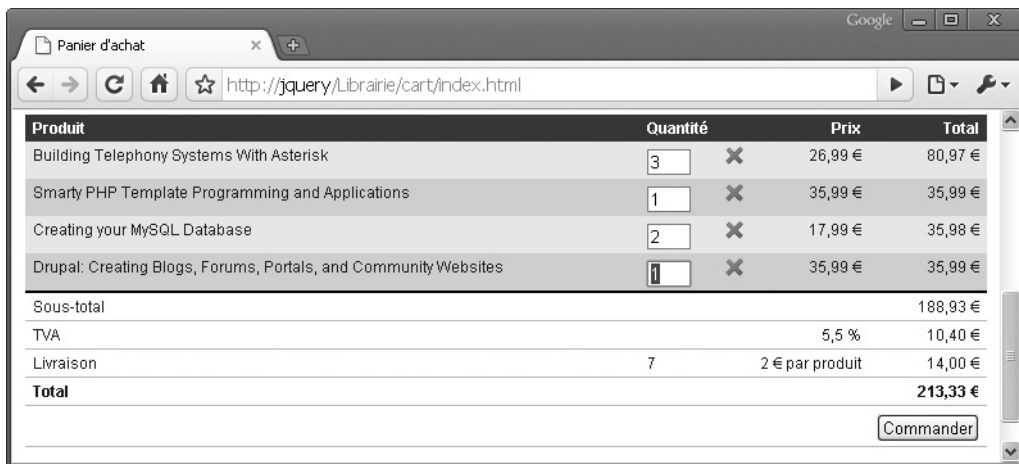 Google
Panier d'achat
http://jquery/Librairie/cart/index.html
Produit Quantité Prix Total
Building Telephony Systems With Asterisk 3 26,99 € 80,97 €
Smarty PHP Template Programming and Applications 1 35,99 € 35,99 €
Creating your MySQL Database 2 17,99 € 35,98 €
Drupal: Creating Blogs, Forums, Portals, and Community Websites 1 35,99 € 35,99 €
Sous-total 188,93 €
TVA 5,5 % 10,40 €
Livraison 7 2 € par produit 14,00 €
Total 213,33 €
Commander